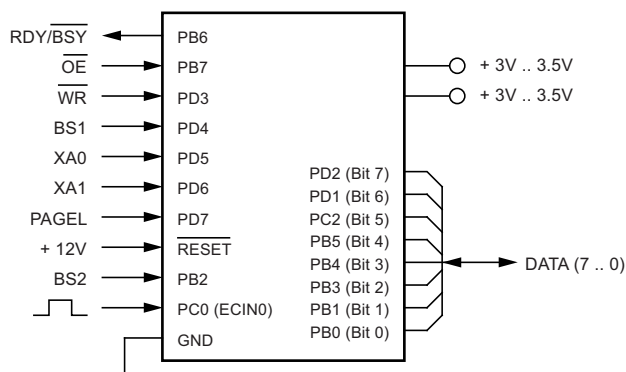 RDY/BSY PB6
OE PB7 + 3V .. 3.5V
WR PD3 + 3V .. 3.5V
BS1 PD4
XA0 PD5
XA1 PD6
PAGEL PD7
+ 12V RESET
BS2 PB2
PC0 (ECIN0)
GND
PD2 (Bit 7)
PD1 (Bit 6)
PC2 (Bit 5)
PB5 (Bit 4)
PB4 (Bit 3) DATA (7 .. 0)
PB3 (Bit 2)
PB1 (Bit 1)
PB0 (Bit 0)